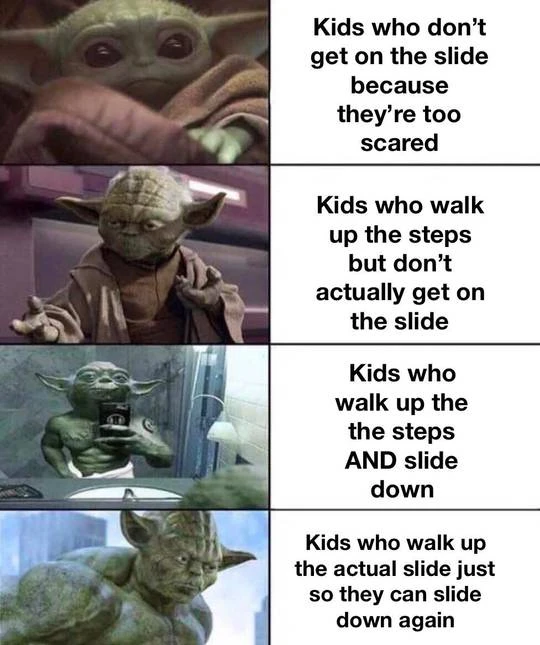 Kids who don't
get on the slide
because
they're too
scared
Kids who walk
up the steps
but don't
actually get on
the slide
Kids who
walk up the
the steps
AND slide
down
Kids who walk up
the actual slide just
so they can slide
down again